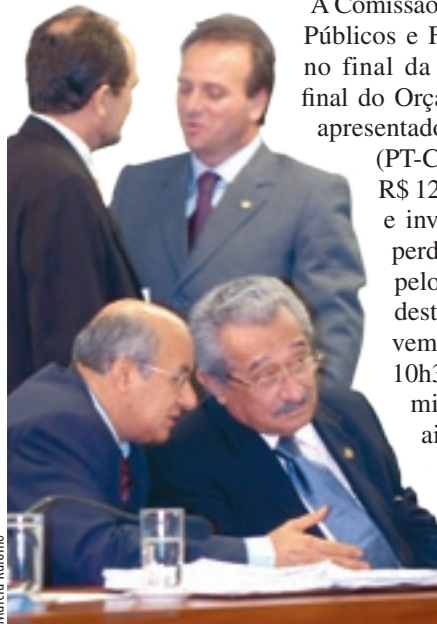 A Comissão
Públicos e F
no final da
final do Orça
apresentado
(PT-C
R$ 12
e inv
perd
pelo
dest
vem
10h3
mi
ai